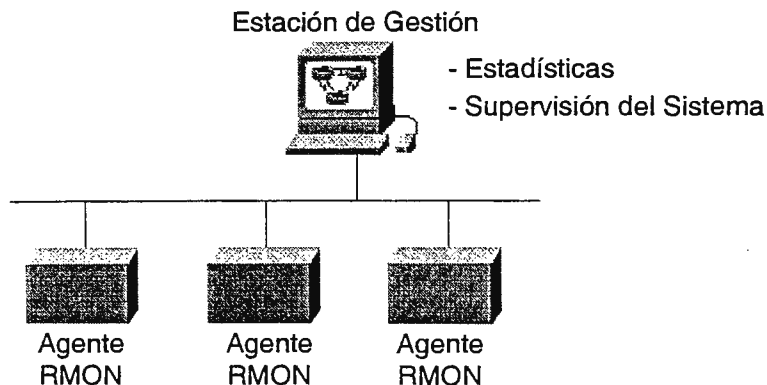 Estación de Gestión
- Estadísticas
- Supervisión del Sistema
Agente
RMON
Agente
RMON
Agente
RMON